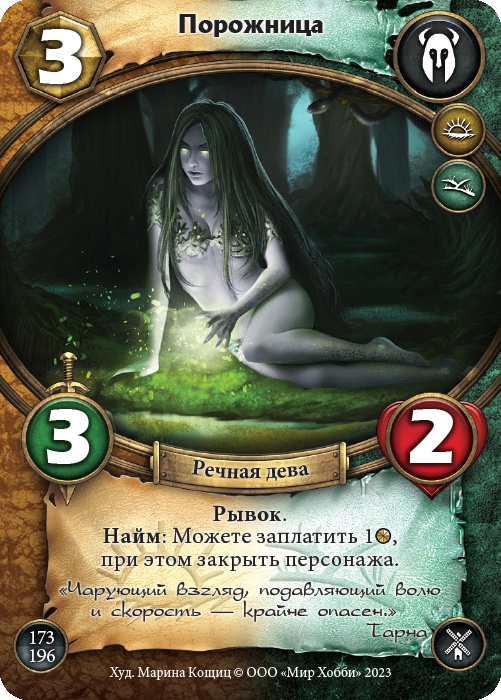 Порожница
3
3
2
Речная дева
Рывок.
Найм: Можете заплатить 1,
при этом закрыть персонажа.
«Чарующий взгляд, подавляющий волю
и скорость — крайне опасен.»
Тарна
173
196
Худ. Марина Кощиц © ООО «Мир Хобби» 2023